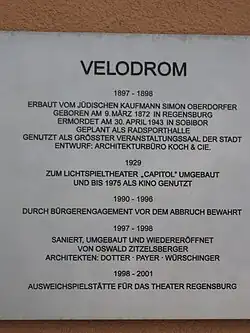 VELODROM
1897 - 1898
ERBAUT VOM JÜDISCHEN KAUFMANN SIMON OBERDORFER
GEBOREN AM 9. MÄRZ 1872 IN REGENSBURG
ERMORDET AM 30. APRIL 1943 IN SOBIBOR
GEPLANT ALS RADSPORTHALLE
GENUTZT ALS GRÖSSTER VERANSTALTUNGSSAAL DER STADT
ENTWURF: ARCHITEKTURBÜRO KOCH & CIE.
1929
ZUM LICHTSPIELTHEATER „CAPITOL“ UMGEBAUT
UND BIS 1975 ALS KINO GENUTZT
1990 - 1996
DURCH BÜRGERENGAGEMENT VOR DEM ABBRUCH BEWAHRT
1997 - 1998
SANIERT, UMGEBAUT UND WIEDERERÖFFNET
VON OSWALD ZITZELSBERGER
ARCHITEKTEN: DOTTER · PAYER · WÜRSCHINGER
1998 - 2001
AUSWEICHSPIELSTÄTTE FÜR DAS THEATER REGENSBURG